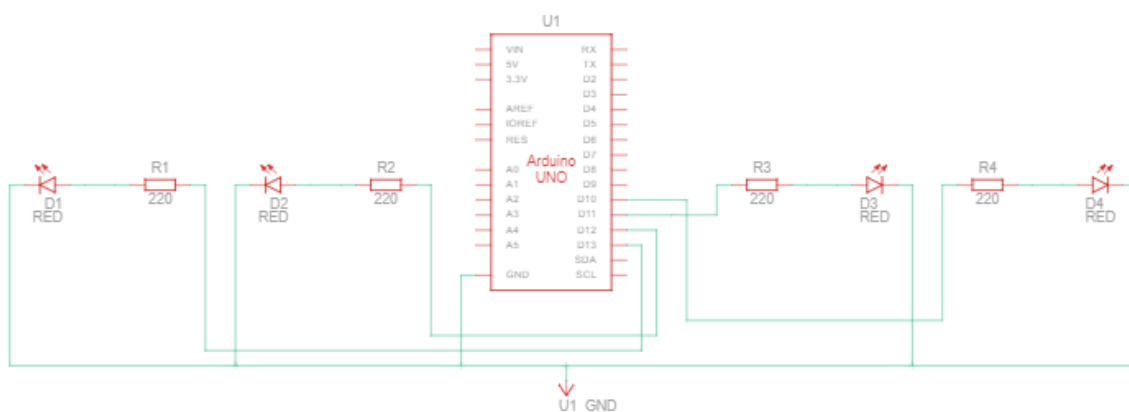 U1
VIN RX
5V TX
3.3V D2
D3
AREF D4
IOREF D5
RES D6
D7
Arduino
UNO
A0 D8
A1 D9
A2 D10
A3 D11
A4 D12
A5 D13
SDA
GND SCL
R1
220
D1
RED
R2
220
D2
RED
R3
220
D3
RED
R4
220
D4
RED
U1 GND